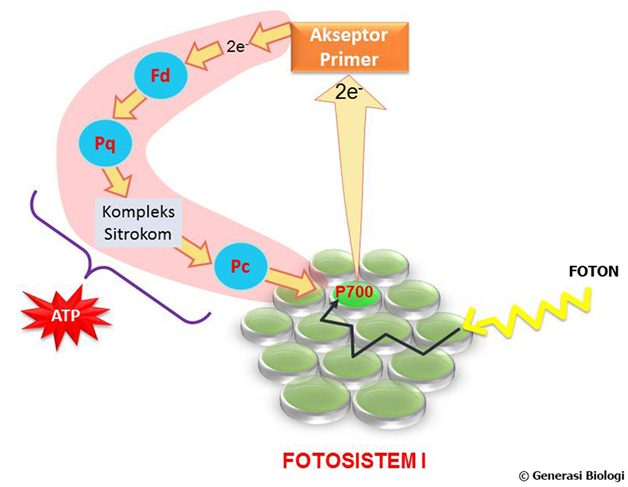 Akseptor
Primer
2e-
2e-
Fd
Pq
Kompleks
Sitrokom
Pc
P700
FOTON
ATP
FOTOSISTEM I
© Generasi Biologi